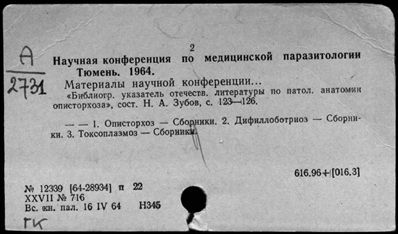 2
А
2731
Научная конференция по медицинской паразитологии
Тюмень. 1964.
Материалы научной конференции...
«Библиогр. указатель отечеств. литературы по патол. анатомии
описторхоза», сост. Н. А. Зубов, с. 123—126.
— — 1. Описторхоз — Сборники. 2. Дифиллоботриоз — Сборни-
ки. 3. Токсоплазмоз — Сборники.
616.96+[016.3]
№ 12339 [64-28934] п 22
XXVII № 716
Вс. кн. пал. 16 IV 64 Н345
ГК